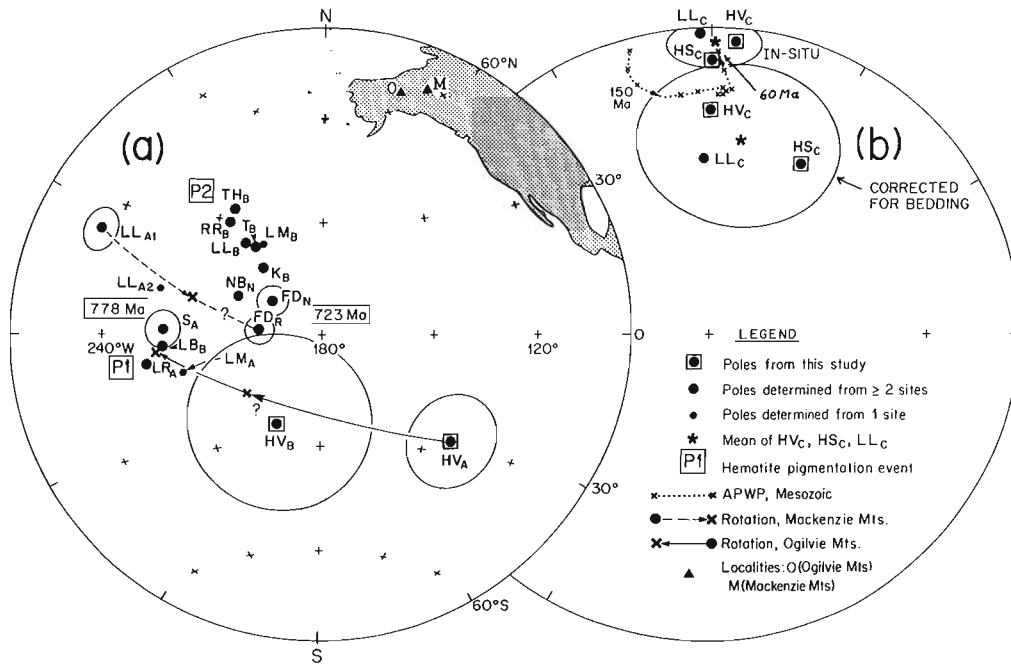 N
60°N
(a)
O
M
P2
TH_B
RR_B
T_B
LL_B
LM_B
K_B
LL_A1
LL_A2
NB_N
FD_N
FD_R
778 Ma
723 Ma
S_A
LB_B
240°W
P1
LR_A
LM_A
180°
120°
0
30°
?
?
HV_B
HV_A
30°
60°S
S
LL_C
HV_C
HS_C
IN-SITU
60 Ma
150 Ma
HV_C
LL_C
HS_C
(b)
CORRECTED
FOR BEDDING
LEGEND
Poles from this study
Poles determined from ≥ 2 sites
Poles determined from 1 site
Mean of HV_C, HS_C, LL_C
P1 Hematite pigmentation event
APWP, Mesozoic
Rotation, Mackenzie Mts.
Rotation, Ogilvie Mts.
Localities: O(Ogilvie Mts)
M(Mackenzie Mts)